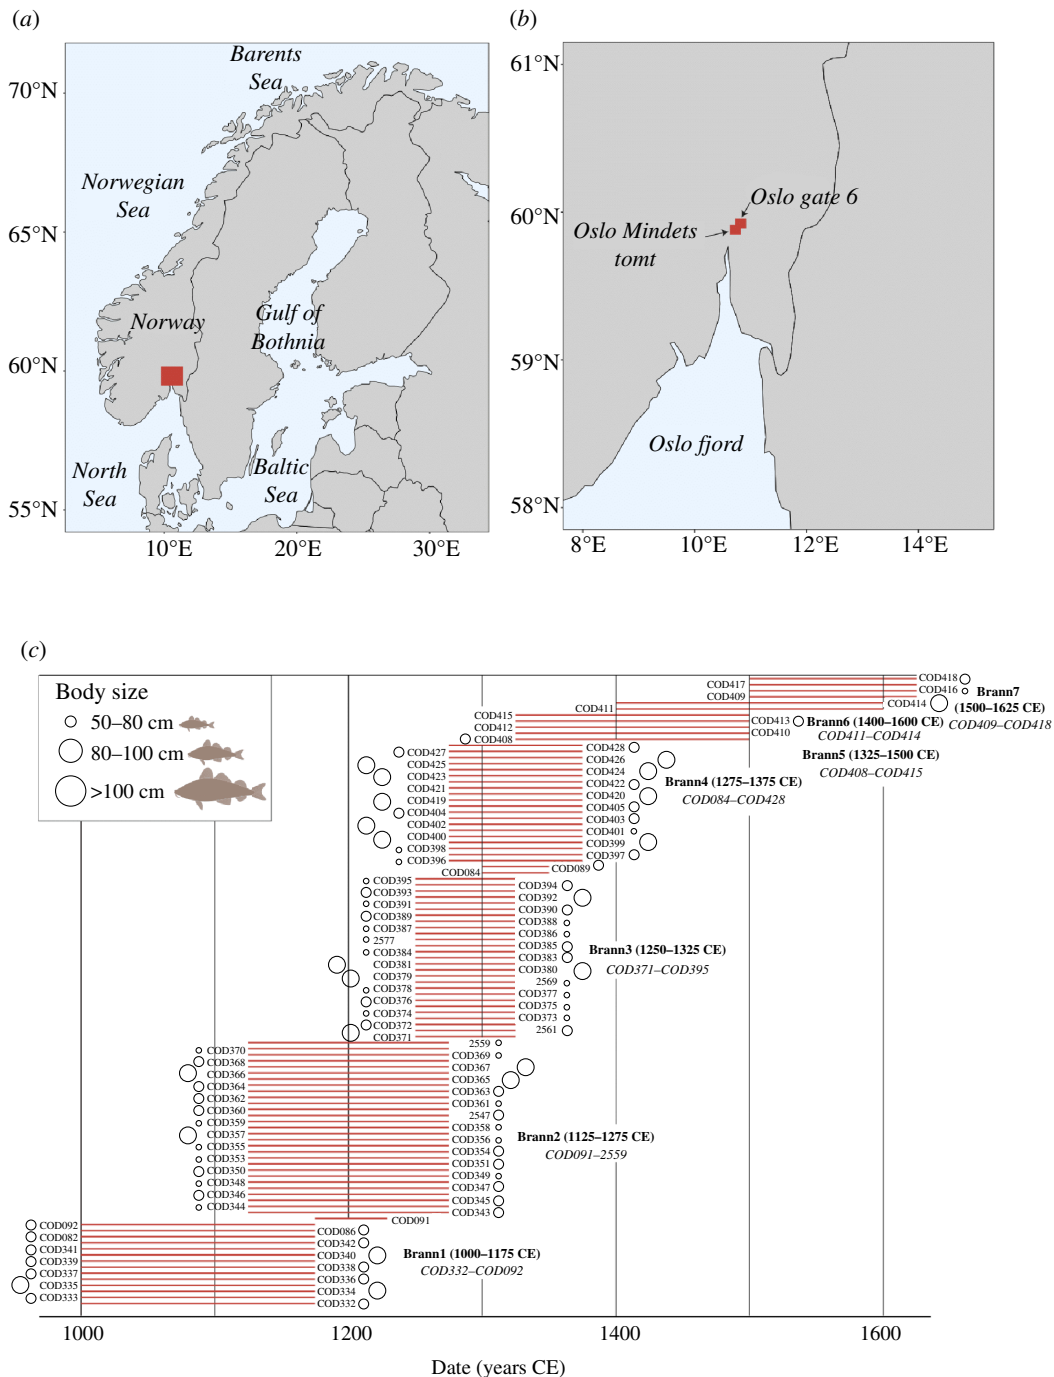 (a)
Barents
Sea
70°N
Norwegian
Sea
65°N
Gulf of
Bothnia
Norway
60°N
North
Sea
Baltic
Sea
55°N
10°E
20°E
30°E
(b)
61°N
Oslo gate 6
60°N
Oslo Mindets
tomt
59°N
Oslo fjord
58°N
8°E
10°E
12°E
14°E
(c)
Body size
50–80 cm
80–100 cm
>100 cm
COD418
COD417
COD416
Brann7
COD409
COD414
(1500–1625 CE)
COD409–COD418
COD411
COD415
COD413
Brann6 (1400–1600 CE)
COD411–COD414
COD412
COD410
COD408
Brann5 (1325–1500 CE)
COD408–COD415
COD428
COD427
COD426
COD425
COD424
COD423
COD422
COD421
COD420
Brann4 (1275–1375 CE)
COD084–COD428
COD419
COD405
COD404
COD403
COD402
COD401
COD400
COD399
COD398
COD397
COD396
COD089
COD084
COD395
COD394
COD393
COD392
COD391
COD390
COD389
COD388
COD387
COD386
2577
COD385
COD384
COD383
COD381
COD380
Brann3 (1250–1325 CE)
COD371–COD395
COD379
2569
COD378
COD377
COD376
COD375
COD374
COD373
COD372
2561
COD371
2559
COD370
COD369
COD368
COD367
COD366
COD365
COD364
COD363
COD362
COD361
COD360
2547
COD359
COD358
COD357
COD356
Brann2 (1125–1275 CE)
COD091–2559
COD355
COD354
COD353
COD351
COD350
COD349
COD348
COD347
COD346
COD345
COD344
COD343
COD091
COD092
COD086
COD082
COD342
COD341
COD340
Brann1 (1000–1175 CE)
COD332–COD092
COD339
COD338
COD337
COD336
COD335
COD334
COD333
COD332
1000
1200
1400
1600
Date (years CE)